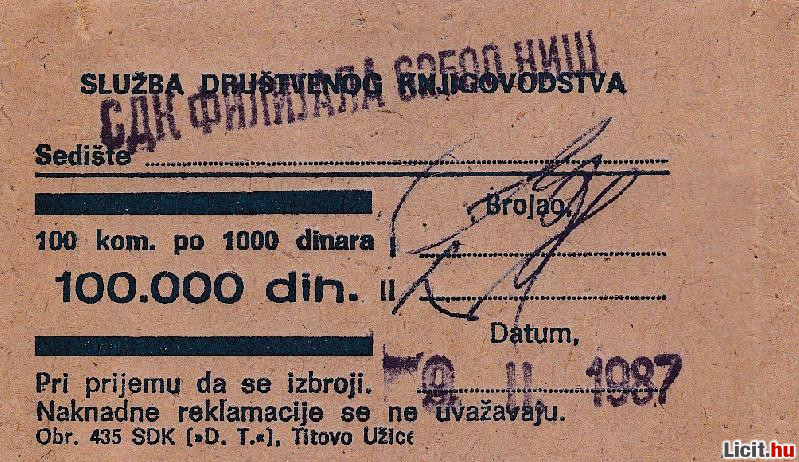 SLUŽBA DRUŠTVENOG KNJIGOVODSTVA
СДК ФИЛИЈАЛА 62500 НИШ
Sedište
Brojao,
100 kom. po 1000 dinara I
100.000 din. II
Datum,
9. II. 1987
Pri prijemu da se izbroji.
Naknadne reklamacije se ne uvažavaju.
Obr. 435 SDK (»D. T.«), Titovo Užice
Licit.hu